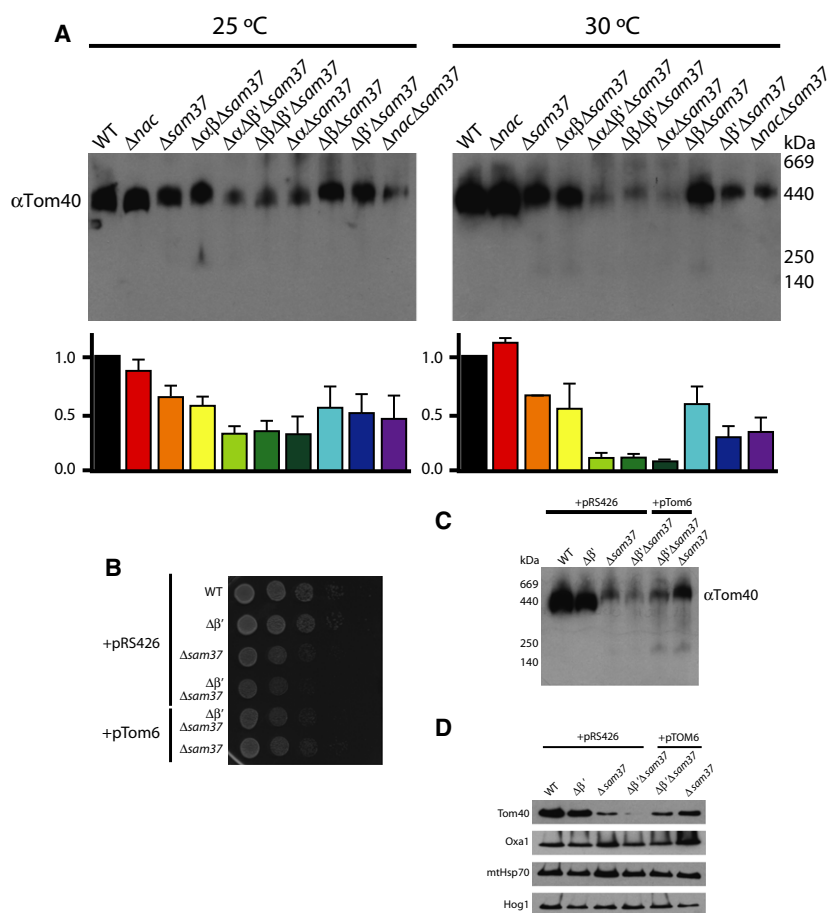 A
25 ºC
30 ºC
WT
Δnac
Δsam37
ΔαβΔsam37
ΔαΔβ'Δsam37
ΔβΔβ'Δsam37
ΔαΔsam37
ΔβΔsam37
Δβ'Δsam37
ΔnacΔsam37
WT
Δnac
Δsam37
ΔαβΔsam37
ΔαΔβ'Δsam37
ΔβΔβ'Δsam37
ΔαΔsam37
ΔβΔsam37
Δβ'Δsam37
ΔnacΔsam37
kDa
669
440
250
140
αTom40
1.0
0.5
0.0
1.0
0.5
0.0
B
+pRS426
WT
Δβ'
Δsam37
Δβ'
Δsam37
+pTom6
Δβ'
Δsam37
Δsam37
C
+pRS426
+pTom6
WT
Δβ'
Δsam37
Δβ'Δsam37
Δβ'Δsam37
Δsam37
kDa
669
440
250
140
αTom40
D
+pRS426
+pTOM6
WT
Δβ'
Δsam37
Δβ'Δsam37
Δβ'Δsam37
Δsam37
Tom40
Oxa1
mtHsp70
Hog1